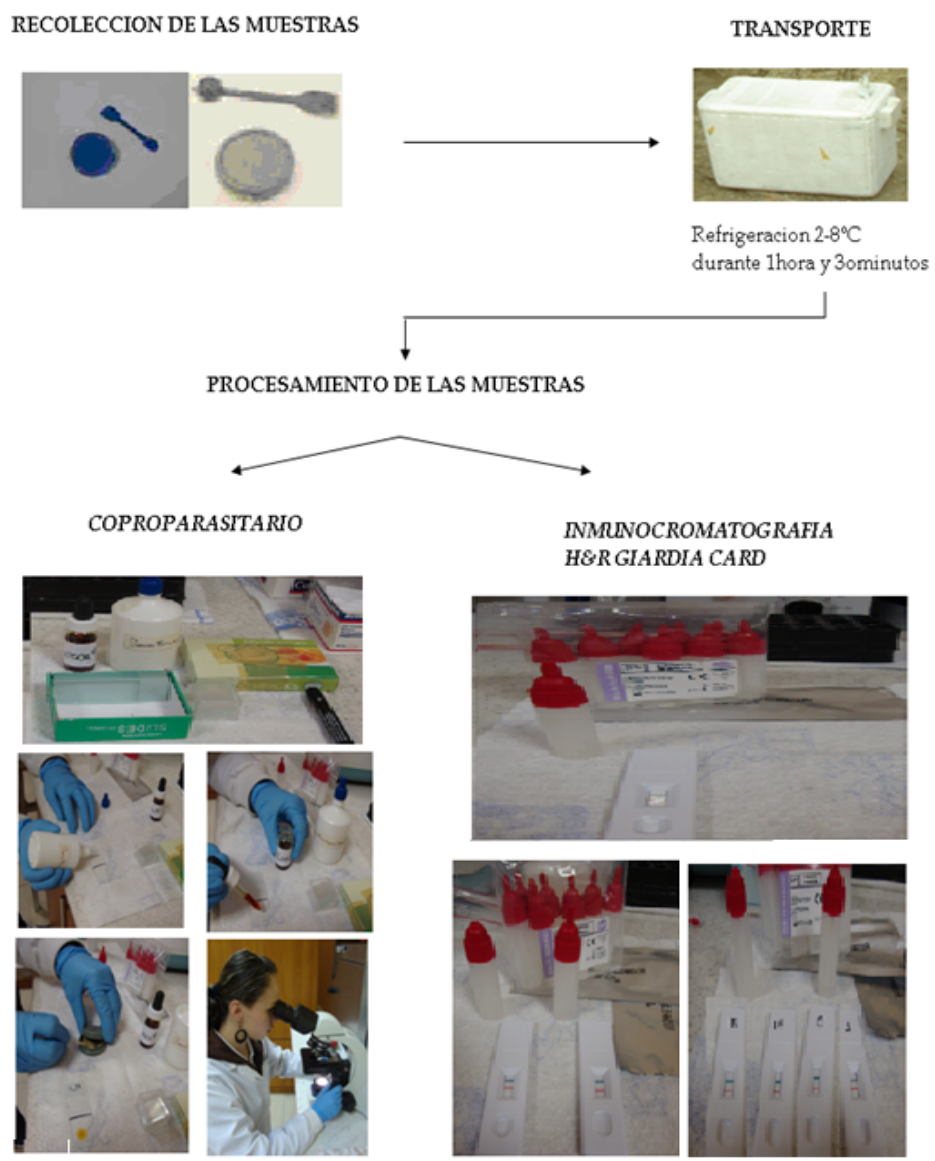 RECOLECCION DE LAS MUESTRAS
TRANSPORTE
Refrigeracion 2-8ºC
durante 1hora y 3ominutos
PROCESAMIENTO DE LAS MUESTRAS
COPROPARASITARIO
INMUNOCROMATOGRAFIA
H&R GIARDIA CARD
SLIDES